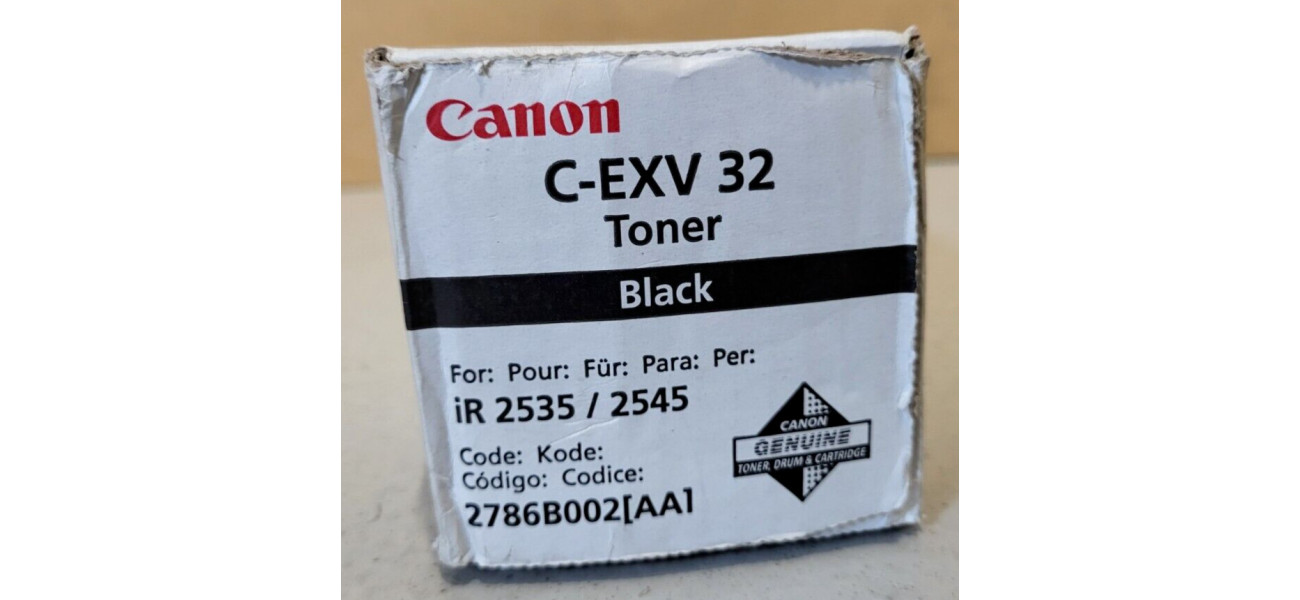 Canon
C-EXV 32
Toner
Black
For: Pour: Für: Para: Per:
iR 2535 / 2545
Code: Kode:
Código: Codice:
2786B002[AA]
CANON
GENUINE
TONER, DRUM & CARTRIDGE